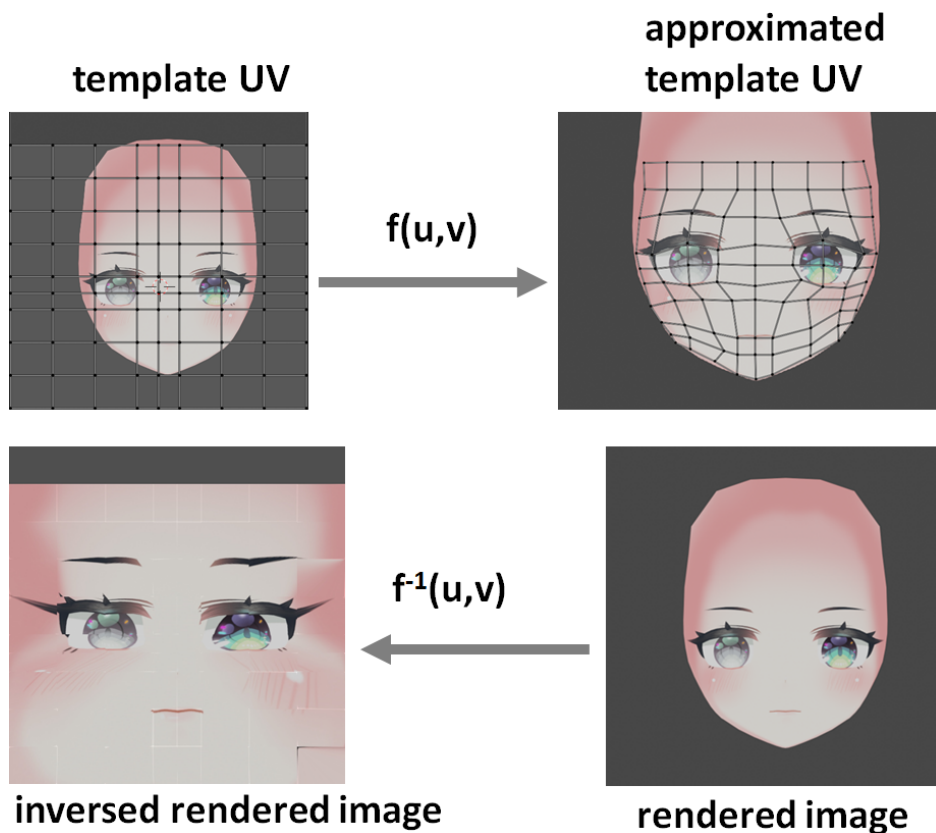 template UV
approximated
template UV
f(u,v)
f⁻¹(u,v)
inversed rendered image
rendered image